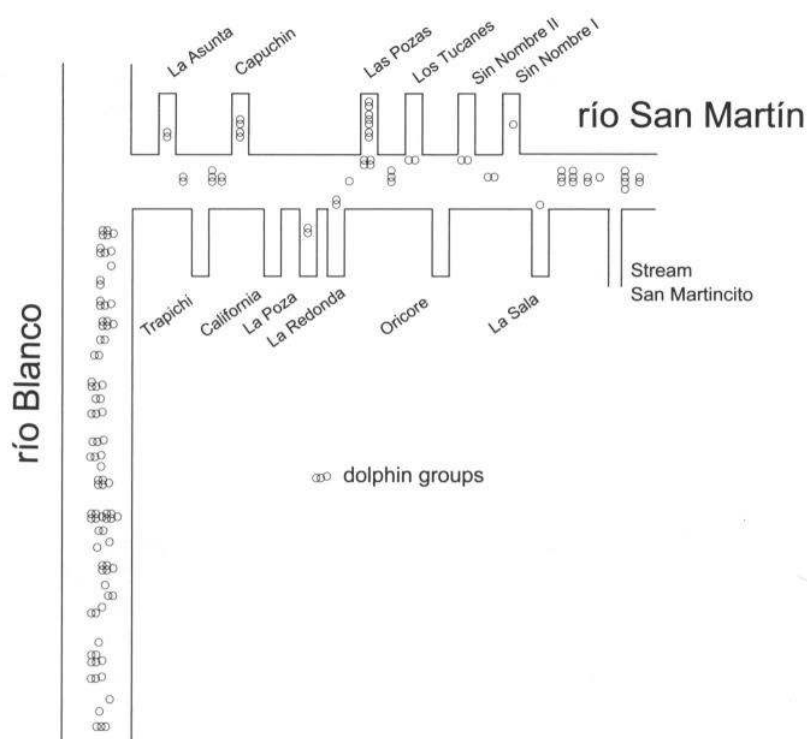 La Asunta
Capuchin
Las Pozas
Los Tucanes
Sin Nombre II
Sin Nombre I
río San Martín
Trapichi
California
La Poza
La Redonda
Oricore
La Sala
Stream
San Martincito
río Blanco
dolphin groups